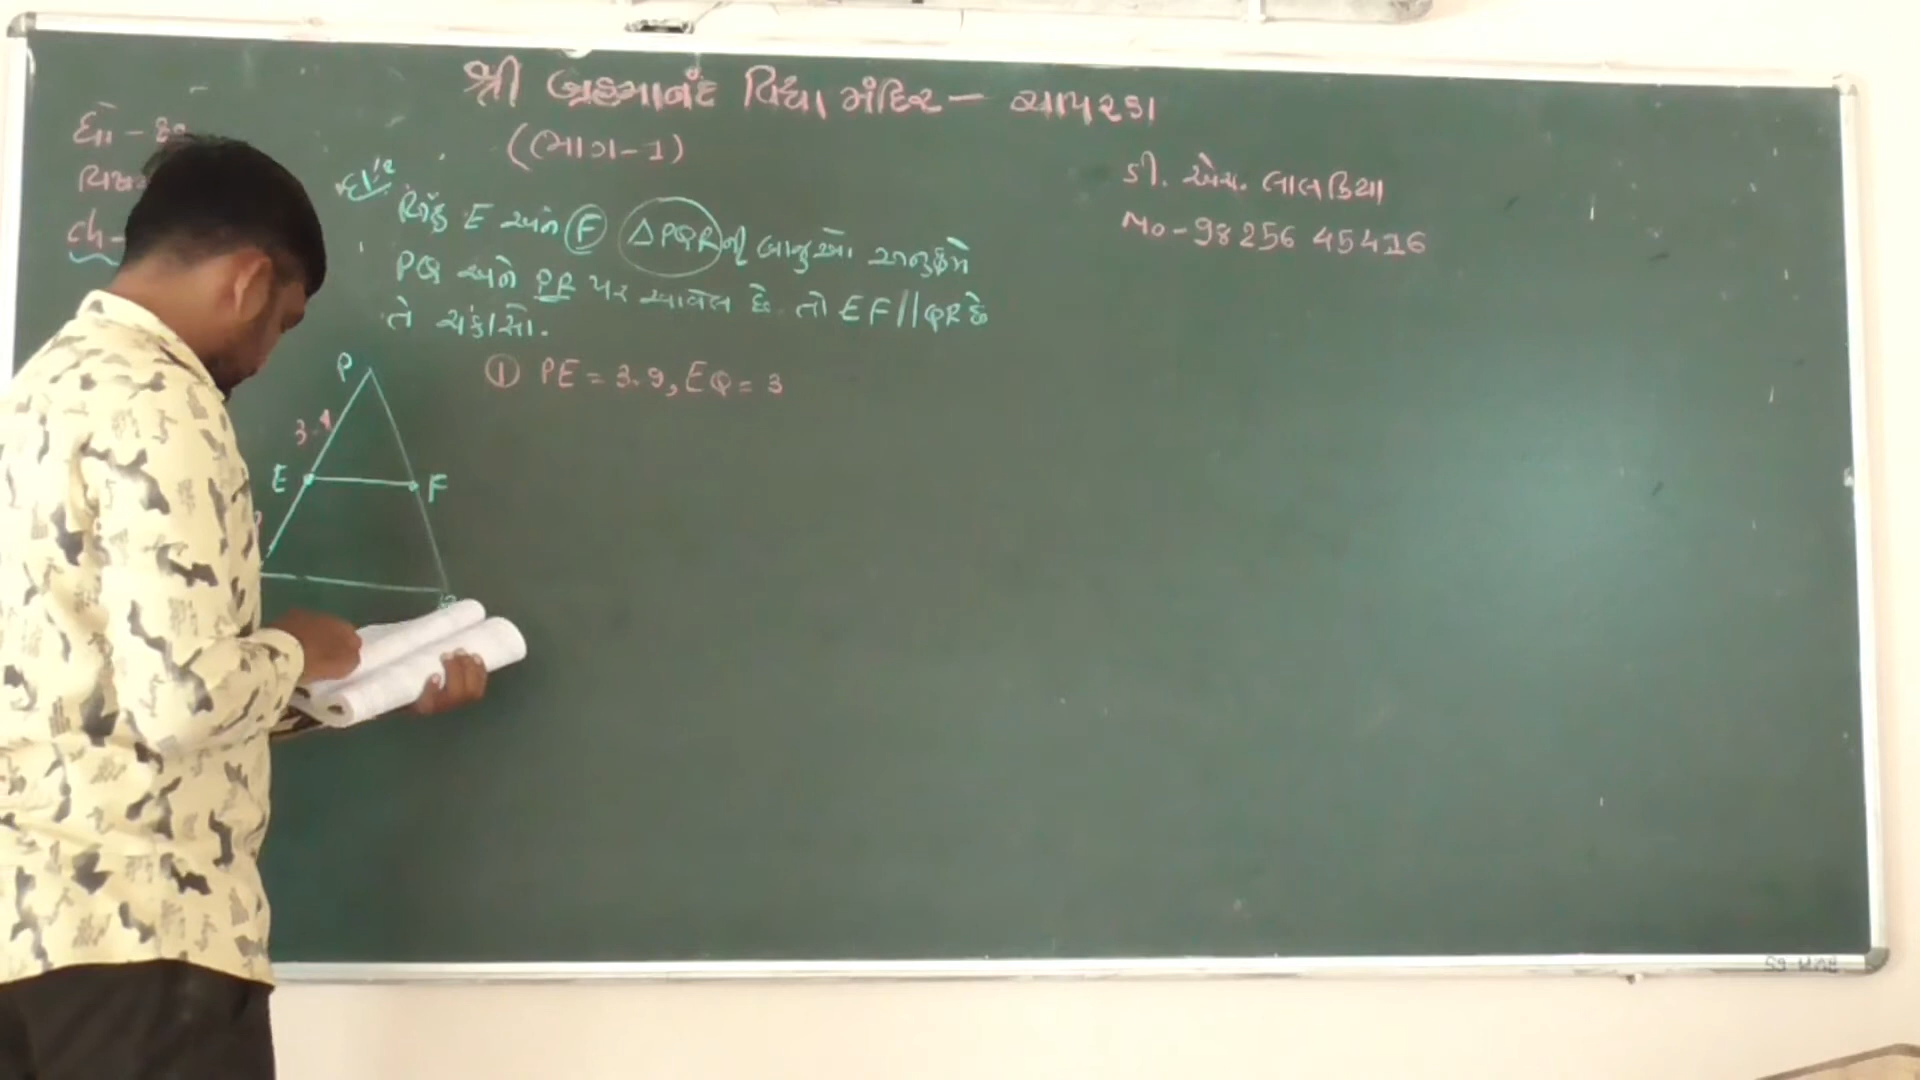 શ્રી બ્રહ્માનંદ વિદ્યા મંદિર - ચાપરડા
(ભાગ-1)
ધો -
ડી. એચ. લાલકિયા
Mo-98256 45416
ch-
બિંદુ E અને F △PQR ની બાજુઓ અનુક્રમે
PQ અને PR પર આવેલ છે. તો EF||QR છે
તે ચકાસો.
① PE = 3.9, EQ = 3
P
3.9
E
F